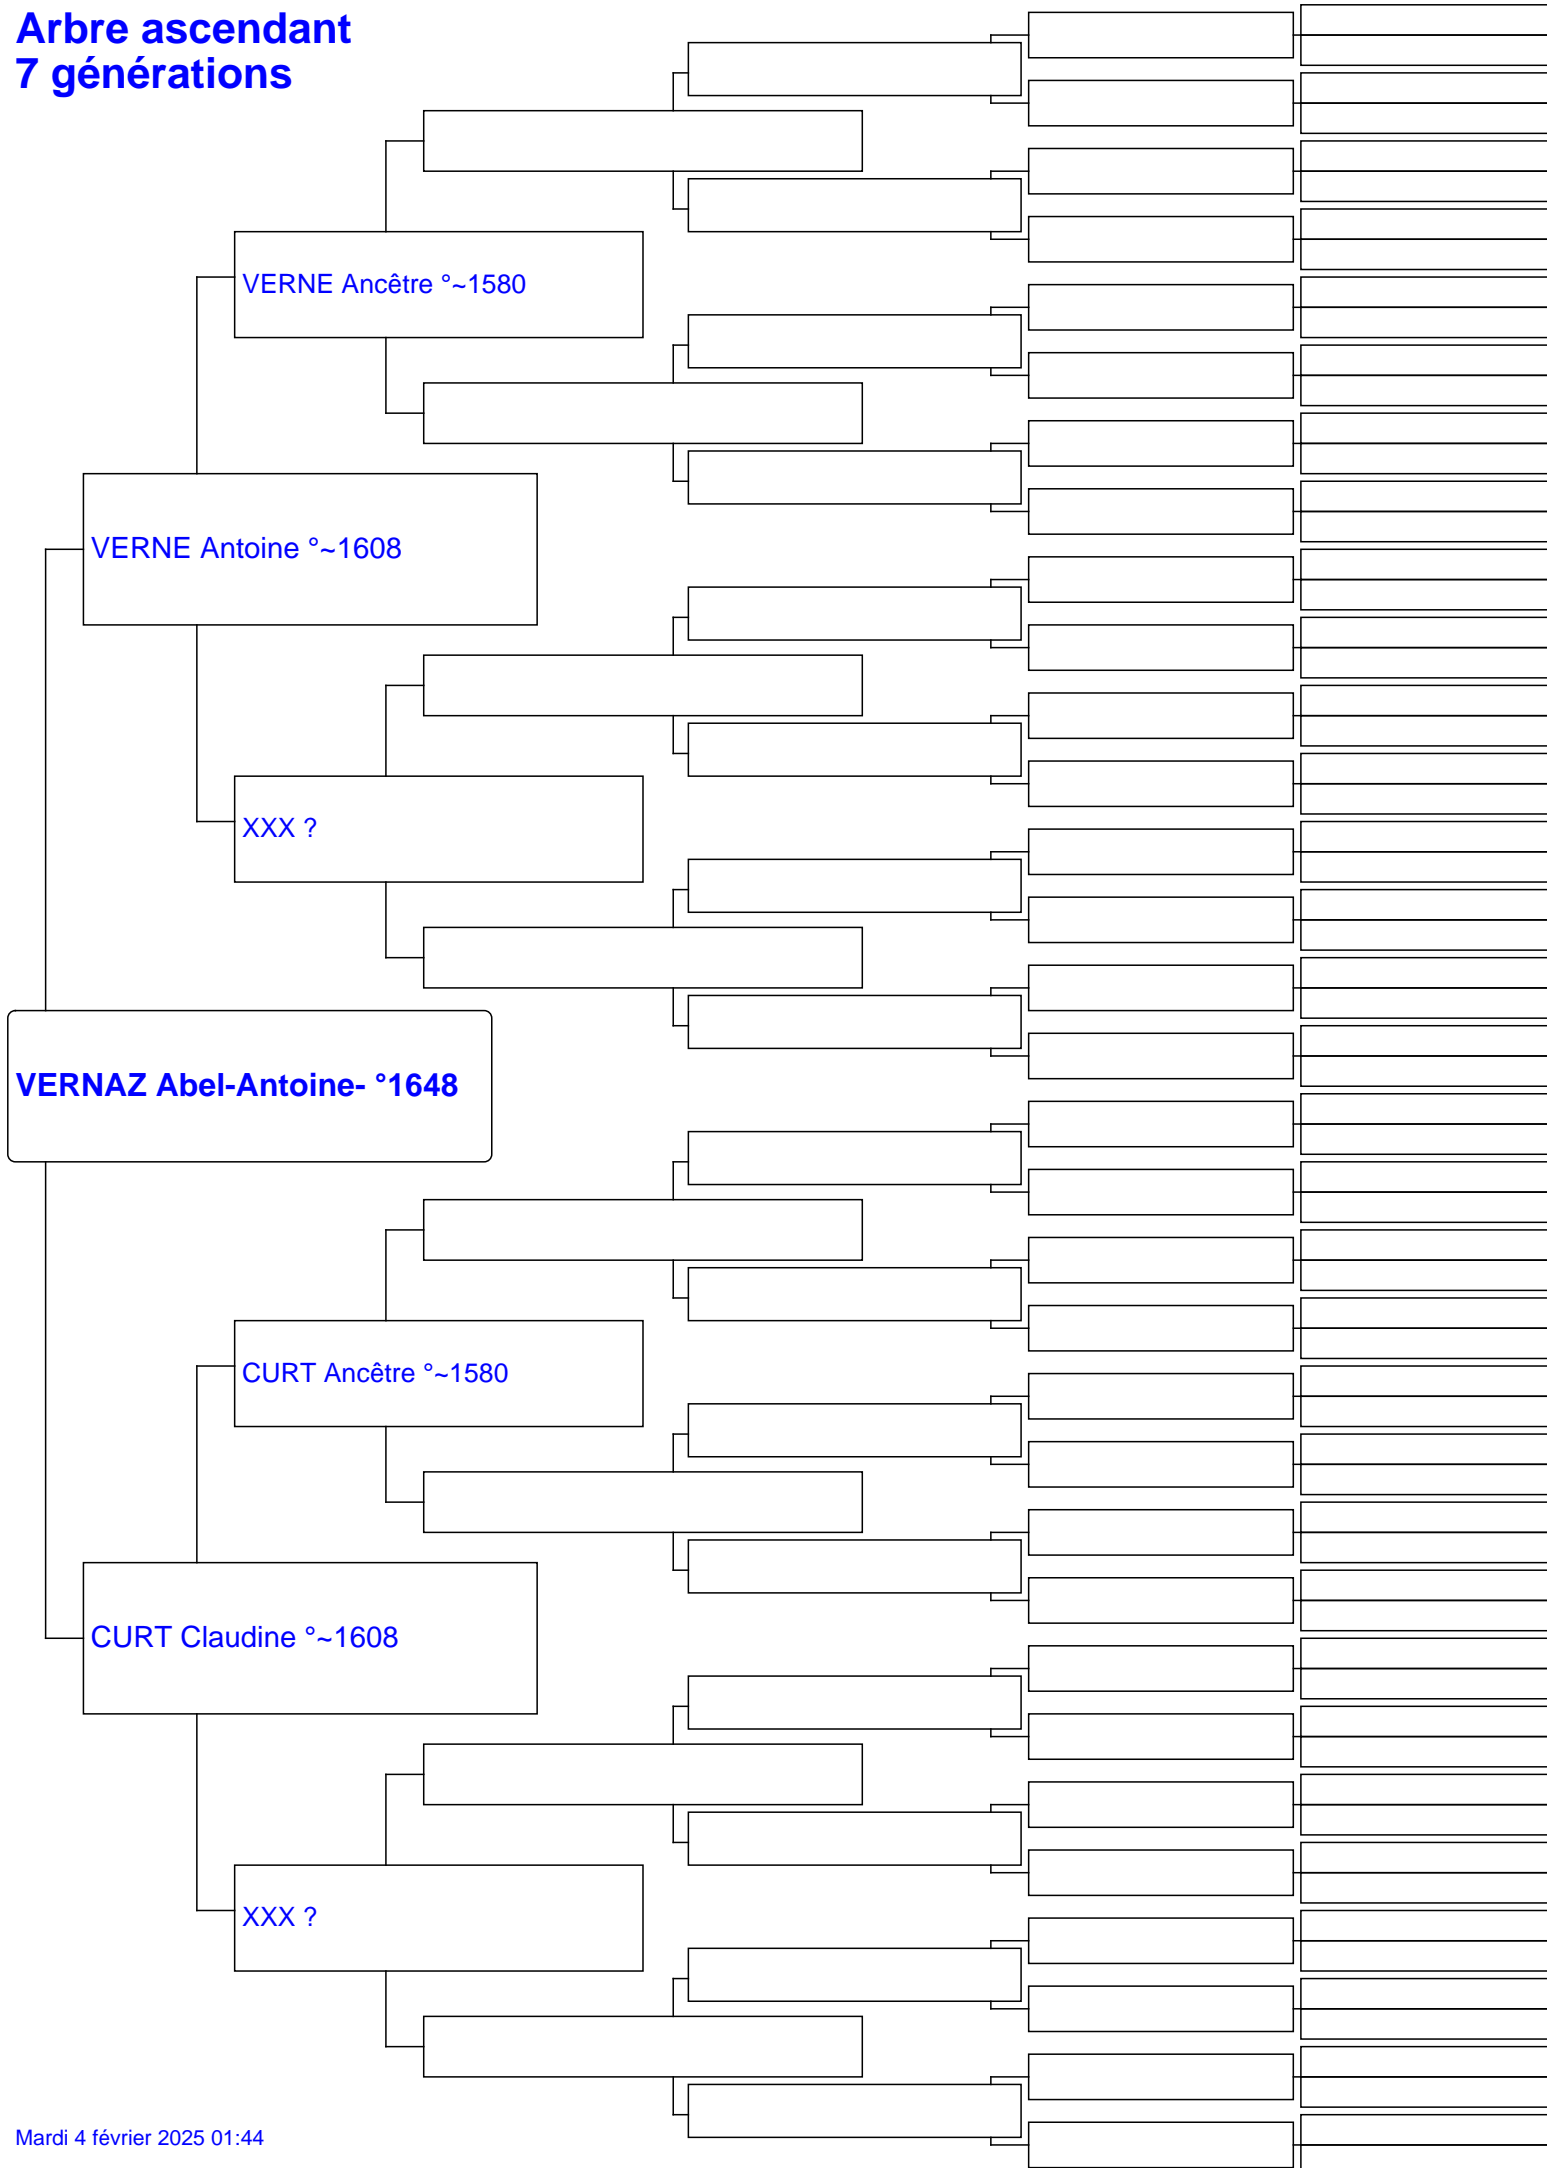 Arbre ascendant
7 générations
VERNE Ancêtre °~1580
VERNE Antoine °~1608
XXX ?
VERNAZ Abel-Antoine- °1648
CURT Ancêtre °~1580
CURT Claudine °~1608
XXX ?
Mardi 4 février 2025 01:44